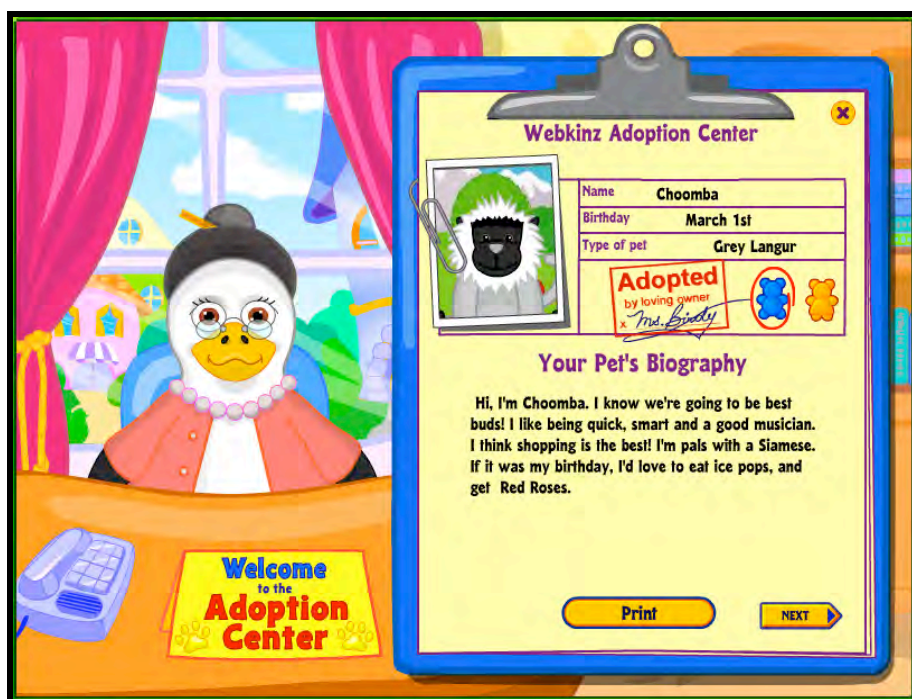 Webkinz Adoption Center
Name Choomba
Birthday March 1st
Type of pet Grey Langur
Adopted
by loving owner
x Ms. Birdy
Your Pet's Biography
Hi, I'm Choomba. I know we're going to be best
buds! I like being quick, smart and a good musician.
I think shopping is the best! I'm pals with a Siamese.
If it was my birthday, I'd love to eat ice pops, and
get Red Roses.
Print
NEXT
Welcome
to the
Adoption
Center